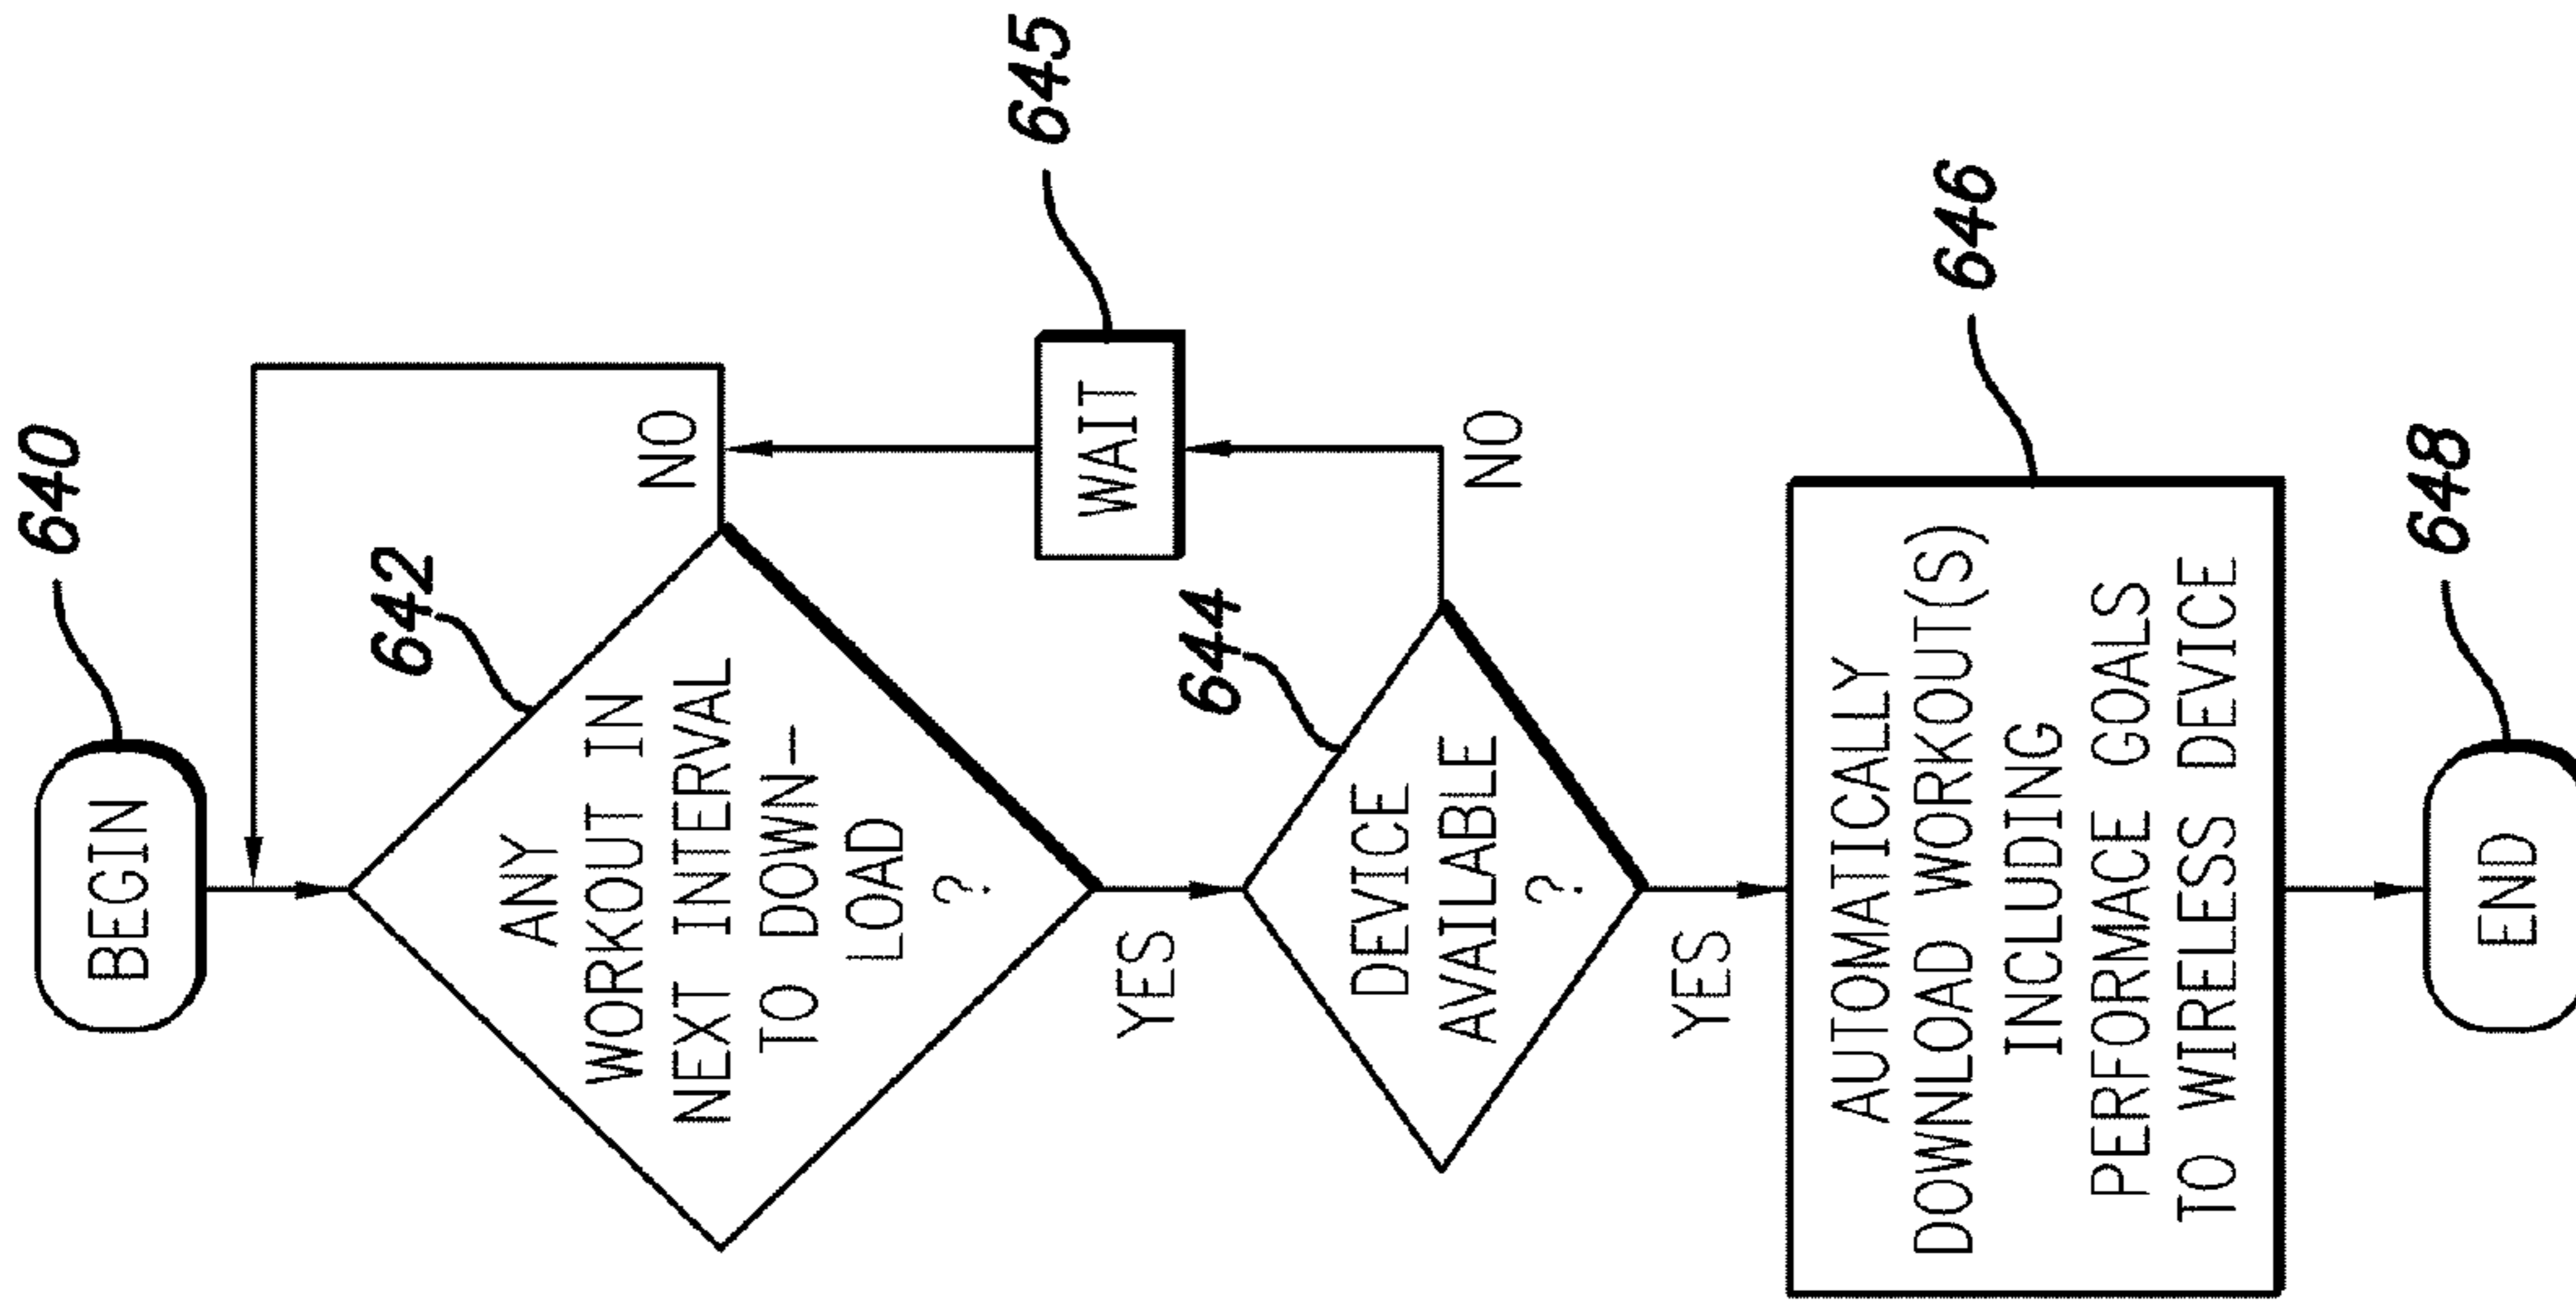 BEGIN
640
ANY
WORKOUT IN
NEXT INTERVAL
TO DOWN-
LOAD
?
642
NO
YES
WAIT
645
DEVICE
AVAILABLE
?
644
NO
YES
AUTOMATICALLY
DOWNLOAD WORKOUT(S)
INCLUDING
PERFORMACE GOALS
TO WIRELESS DEVICE
646
END
648